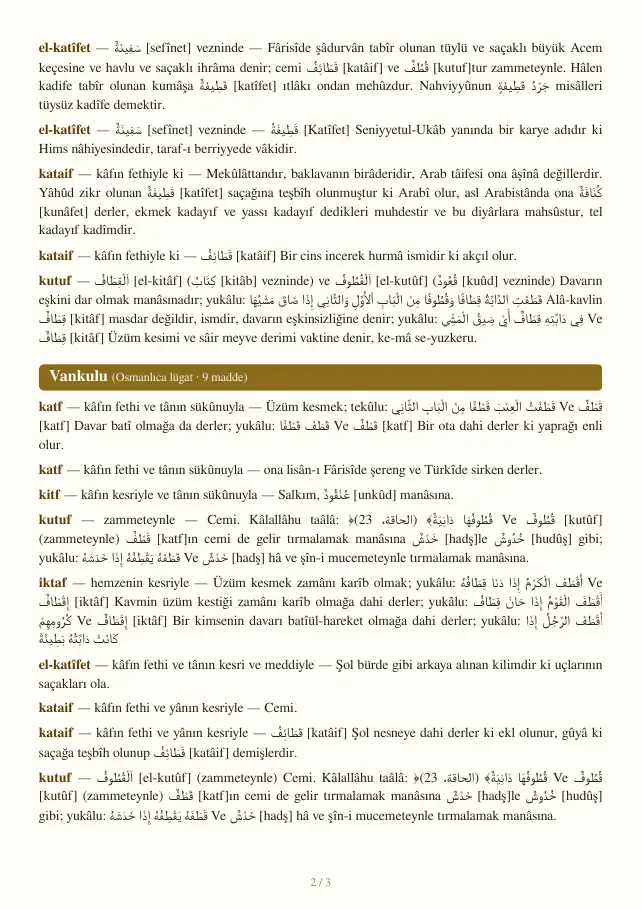 el-katîfet — سَفِينَةٌ [sefînet] vezninde — Fârisîde şâdurvân tabîr olunan tüylü ve saçaklı büyük Acem
keçesine ve havlu ve saçaklı ihrâma denir; cemi قَطَائِفُ [katâif] ve قُطُفٌ [kutuf]tur zammeteynle. Hâlen
kadife tabîr olunan kumâşa قَطِيفَةٌ [katîfet] ıtlâkı ondan mehûzdur. Nahviyyûnun جَرْدُ قَطِيفَةٍ misâlleri
tüysüz kadîfe demektir.
el-katîfet — سَفِينَةٌ [sefînet] vezninde — قَطِيفَةُ [Katîfet] Seniyyetul-Ukâb yanında bir karye adıdır ki
Hims nâhiyesindedir, taraf-ı berriyyede vâkidir.
kataif — kâfın fethiyle ki — Mekûlâttandır, baklavanın birâderidir, Arab tâifesi ona âşînâ değillerdir.
Yâhûd zikr olunan قَطِيفَةٌ [katîfet] saçağına teşbîh olunmuştur ki Arabî olur, asl Arabistânda ona كُنَافَةٌ
[kunâfet] derler, ekmek kadayıf ve yassı kadayıf dedikleri muhdestir ve bu diyârlara mahsûstur, tel
kadayıf kadîmdir.
kataif — kâfın fethiyle ki — قَطَائِفُ [katâif] Bir cins incerek hurmâ ismidir ki akçıl olur.
kutuf — اَلْقِطَافُ [el-kitâf] (كِتَابٌ [kitâb] vezninde) ve اَلْقُطُوفُ [el-kutûf] (قُعُودٌ [kuûd] vezninde) Davarın
eşkini dar olmak manâsınadır; yukâlu: قَطَفَتِ الدَّابَّةُ قِطَافًا وَقُطُوفًا مِنَ الْبَابِ الْأَوَّلِ وَالثَّانِي إِذَا ضَاقَ مَشْيُهَا Alâ-kavlin
قِطَافٌ [kitâf] masdar değildir, ismdir, davarın eşkinsizliğine denir; yukâlu: فِي دَابَّتِهِ قِطَافٌ أَيْ ضِيقُ الْمَشْيِ Ve
قِطَافٌ [kitâf] Üzüm kesimi ve sâir meyve derimi vaktine denir, ke-mâ se-yuzkeru.
Vankulu (Osmanlıca lügat · 9 madde)
katf — kâfın fethi ve tânın sükûnuyla — Üzüm kesmek; tekûlu: قَطَفْتُ الْعِنَبَ قَطْفًا مِنَ الْبَابِ الثَّانِي Ve قَطْفٌ
[katf] Davar batî olmağa da derler; yukâlu: قَطَفَ قَطْفًا Ve قَطْفٌ [katf] Bir ota dahi derler ki yaprağı enli
olur.
katf — kâfın fethi ve tânın sükûnuyla — ona lisân-ı Fârisîde şereng ve Türkîde sirken derler.
kitf — kâfın kesriyle ve tânın sükûnuyla — Salkım, عُنْقُودٌ [unkûd] manâsına.
kutuf — zammeteynle — Cemi. Kâlallâhu taâlâ: ﴿قُطُوفُهَا دَانِيَةٌ﴾ (الحاقة، 23) Ve قُطُوفٌ [kutûf]
(zammeteynle) قَطْفٌ [katf]ın cemi de gelir tırmalamak manâsına خَدْشٌ [hadş]le خُدُوشٌ [hudûş] gibi;
yukâlu: قَطَفَهُ يَقْطِفُهُ إِذَا خَدَشَهُ Ve خَدْشٌ [hadş] hâ ve şîn-i mucemeteynle tırmalamak manâsına.
iktaf — hemzenin kesriyle — Üzüm kesmek zamânı karîb olmak; yukâlu: أَقْطَفَ الْكَرْمُ إِذَا دَنَا قِطَافُهُ Ve
إِقْطَافٌ [iktâf] Kavmin üzüm kestiği zamânı karîb olmağa dahi derler; yukâlu: أَقْطَفَ الْقَوْمُ إِذَا حَانَ قِطَافُ
كُرُومِهِمْ Ve إِقْطَافٌ [iktâf] Bir kimsenin davarı batîül-hareket olmağa dahi derler; yukâlu: أَقْطَفَ الرَّجُلُ إِذَا
كَانَتْ دَابَّتُهُ بَطِيئَةً
el-katîfet — kâfın fethi ve tânın kesri ve meddiyle — Şol bürde gibi arkaya alınan kilimdir ki uçlarının
saçakları ola.
kataif — kâfın fethi ve yânın kesriyle — Cemi.
kataif — kâfın fethi ve yânın kesriyle — قَطَائِفُ [katâif] Şol nesneye dahi derler ki ekl olunur, gûyâ ki
saçağa teşbîh olunup قَطَائِفُ [katâif] demişlerdir.
kutuf — اَلْقُطُوفُ [el-kutûf] (zammeteynle) Cemi. Kâlallâhu taâlâ: ﴿قُطُوفُهَا دَانِيَةٌ﴾ (الحاقة، 23) Ve قُطُوفٌ
[kutûf] (zammeteynle) قَطْفٌ [katf]ın cemi de gelir tırmalamak manâsına خَدْشٌ [hadş]le خُدُوشٌ [hudûş]
gibi; yukâlu: قَطَفَهُ يَقْطِفُهُ إِذَا خَدَشَهُ Ve خَدْشٌ [hadş] hâ ve şîn-i mucemeteynle tırmalamak manâsına.
2 / 3